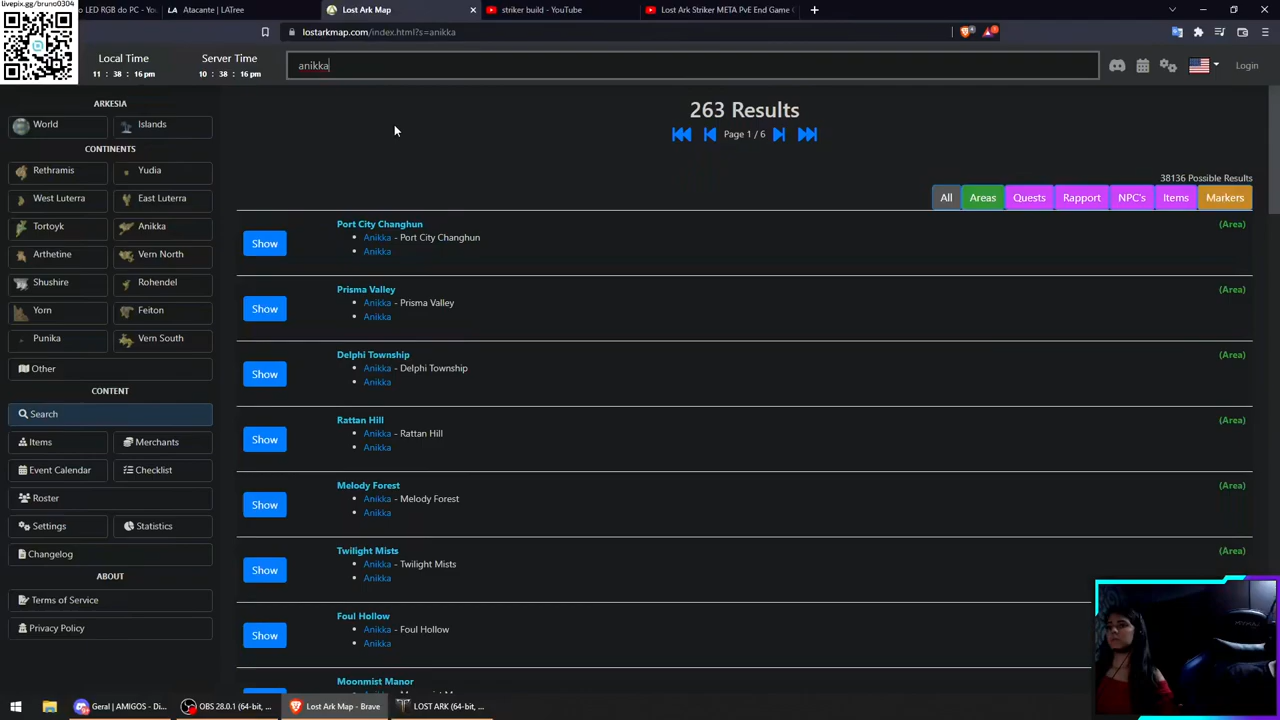 livepix.gg/bruno0304
LED RGB do PC - You
LA Atacante | LATree
Lost Ark Map
striker build - YouTube
Lost Ark Striker META PvE End Game
lostarkmap.com/index.html?s=anikka
Local Time
11 : 38 : 16 pm
Server Time
10 : 38 : 16 pm
anikka
Login
ARKESIA
World
Islands
CONTINENTS
Rethramis
Yudia
West Luterra
East Luterra
Tortoyk
Anikka
Arthetine
Vern North
Shushire
Rohendel
Yorn
Feiton
Punika
Vern South
Other
CONTENT
Search
Items
Merchants
Event Calendar
Checklist
Roster
Settings
Statistics
Changelog
ABOUT
Terms of Service
Privacy Policy
263 Results
Page 1 / 6
38136 Possible Results
All
Areas
Quests
Rapport
NPC's
Items
Markers
Show
Port City Changhun
(Area)
Anikka - Port City Changhun
Anikka
Show
Prisma Valley
(Area)
Anikka - Prisma Valley
Anikka
Show
Delphi Township
(Area)
Anikka - Delphi Township
Anikka
Show
Rattan Hill
(Area)
Anikka - Rattan Hill
Anikka
Show
Melody Forest
(Area)
Anikka - Melody Forest
Anikka
Show
Twilight Mists
(Area)
Anikka - Twilight Mists
Anikka
Show
Foul Hollow
Anikka - Foul Hollow
Anikka
Moonmist Manor
Geral | AMIGOS - Di...
OBS 28.0.1 (64-bit, ...
Lost Ark Map - Brave
LOST ARK (64-bit, ...